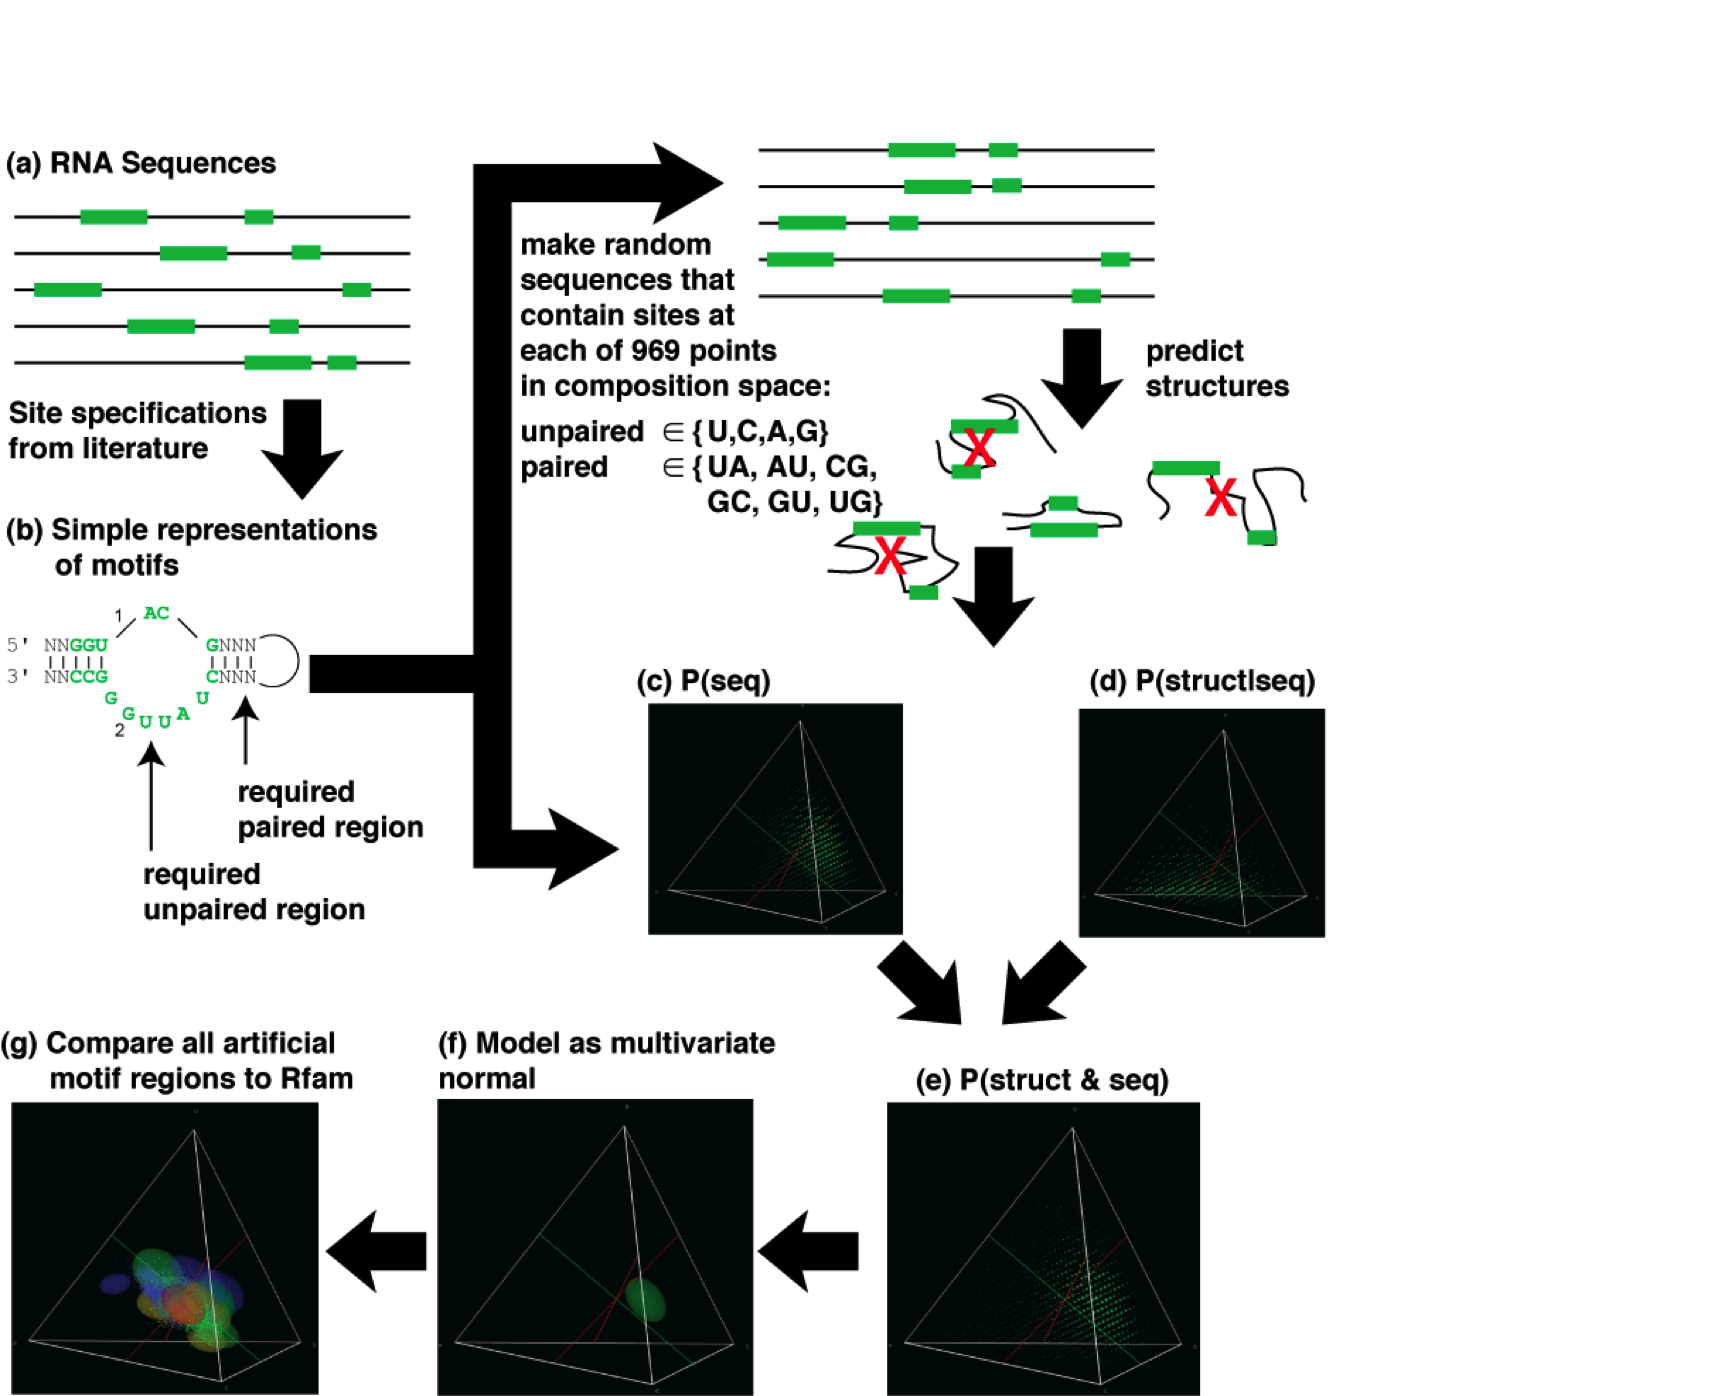 (a) RNA Sequences
Site specifications
from literature
(b) Simple representations
of motifs
1 AC
5' NNGGU GNNN
3' NNCCG CNNN
G U
G U U A
2
required
paired region
required
unpaired region
make random
sequences that
contain sites at
each of 969 points
in composition space:
unpaired ∈ {U,C,A,G}
paired ∈ {UA, AU, CG,
GC, GU, UG}
predict
structures
X
X
X
(c) P(seq)
(d) P(struct|seq)
(e) P(struct & seq)
(f) Model as multivariate
normal
(g) Compare all artificial
motif regions to Rfam